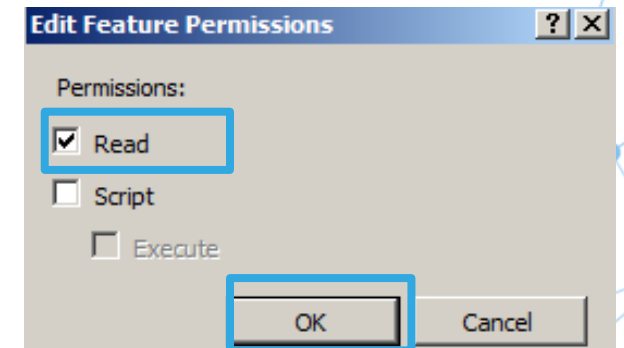 Edit Feature Permissions
Permissions:
Read
Script
Execute
OK Cancel